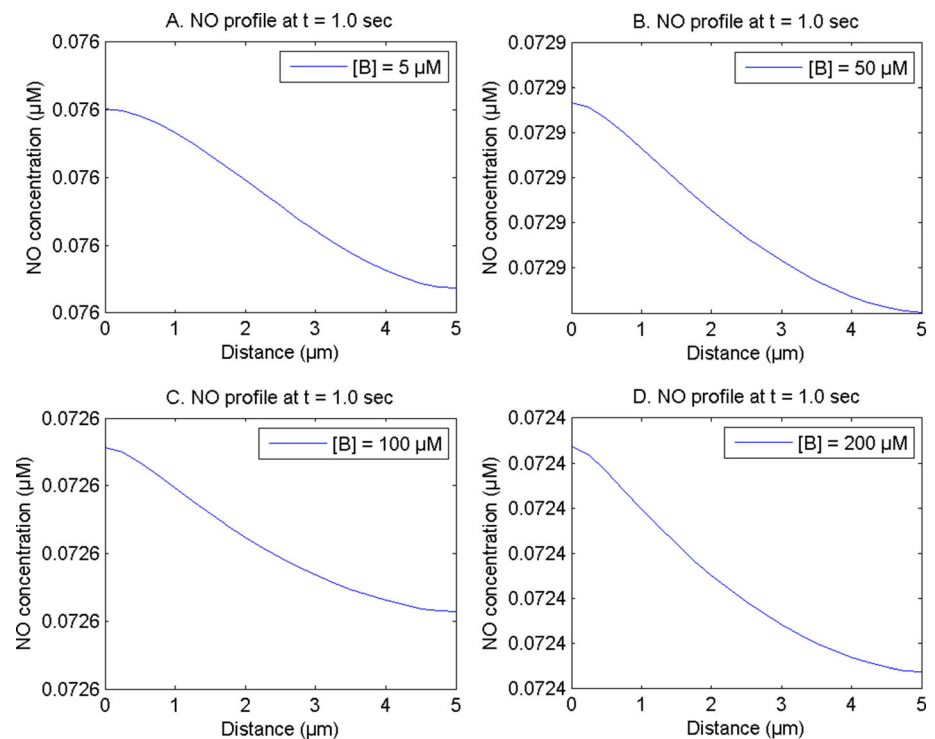 A. NO profile at t = 1.0 sec
0.076
0.076
0.076
0.076
0.076
NO concentration (µM)
[B] = 5 µM
0 1 2 3 4 5
Distance (µm)
B. NO profile at t = 1.0 sec
0.0729
0.0729
0.0729
0.0729
0.0729
0.0729
NO concentration (µM)
[B] = 50 µM
0 1 2 3 4 5
Distance (µm)
C. NO profile at t = 1.0 sec
0.0726
0.0726
0.0726
0.0726
0.0726
NO concentration (µM)
[B] = 100 µM
0 1 2 3 4 5
Distance (µm)
D. NO profile at t = 1.0 sec
0.0724
0.0724
0.0724
0.0724
0.0724
0.0724
0.0724
NO concentration (µM)
[B] = 200 µM
0 1 2 3 4 5
Distance (µm)